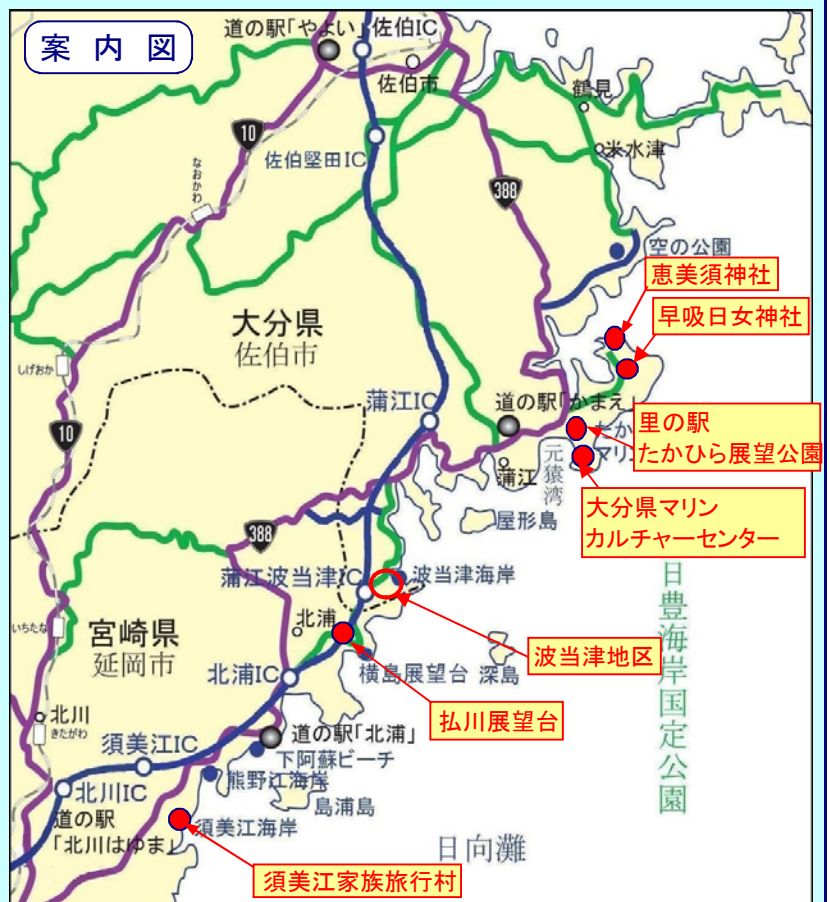 案内図
道の駅「やよい」
佐伯IC
佐伯市
鶴見
10
佐伯堅田IC
米水津
なおかわ
388
空の公園
恵美須神社
早吸日女神社
大分県
佐伯市
しげおか
蒲江IC
道の駅「かまえ」
里の駅
たかひら展望公園
たか
マリン
10
蒲江
元猿湾
大分県マリン
カルチャーセンター
屋形島
388
蒲江波当津IC
波当津海岸
日豊海岸国定公園
いちたな
宮崎県
延岡市
北浦
波当津地区
北浦IC
横島展望台
深島
払川展望台
北川
きたがわ
須美江IC
道の駅「北浦」
下阿蘇ビーチ
熊野江海岸
北川IC
島浦島
道の駅
「北川はゆま」
須美江海岸
日向灘
須美江家族旅行村